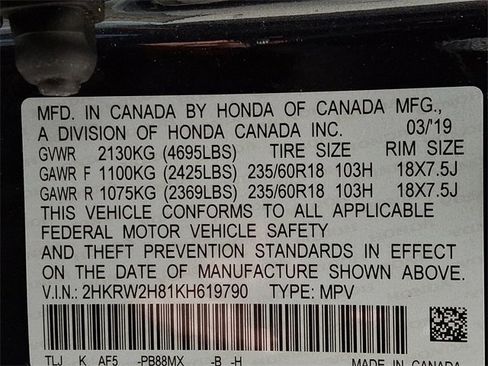 MFD. IN CANADA BY HONDA OF CANADA MFG.,
A DIVISION OF HONDA CANADA INC. 03/'19
GVWR 2130KG (4695LBS) TIRE SIZE RIM SIZE
GAWR F 1100KG (2425LBS) 235/60R18 103H 18X7.5J
GAWR R 1075KG (2369LBS) 235/60R18 103H 18X7.5J
THIS VEHICLE CONFORMS TO ALL APPLICABLE
FEDERAL MOTOR VEHICLE SAFETY
AND THEFT PREVENTION STANDARDS IN EFFECT
ON THE DATE OF MANUFACTURE SHOWN ABOVE.
V.I.N.: 2HKRW2H81KH619790 TYPE: MPV
TLJ K AF5 -PB88MX -B -H MADE IN CANADA